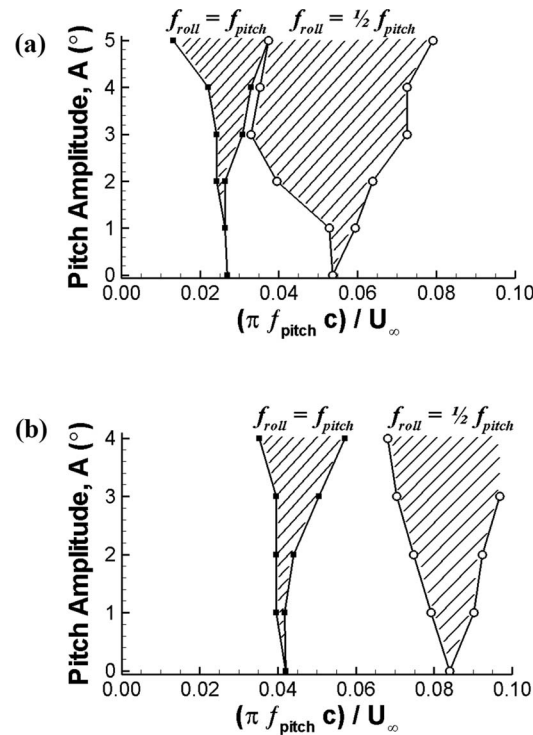 (a)
f_roll = f_pitch   f_roll = ½ f_pitch
Pitch Amplitude, A (°)
5
4
3
2
1
0
0.00 0.02 0.04 0.06 0.08 0.10
(π f_pitch c) / U_∞
(b)
f_roll = f_pitch   f_roll = ½ f_pitch
Pitch Amplitude, A (°)
4
3
2
1
0
0.00 0.02 0.04 0.06 0.08 0.10
(π f_pitch c) / U_∞